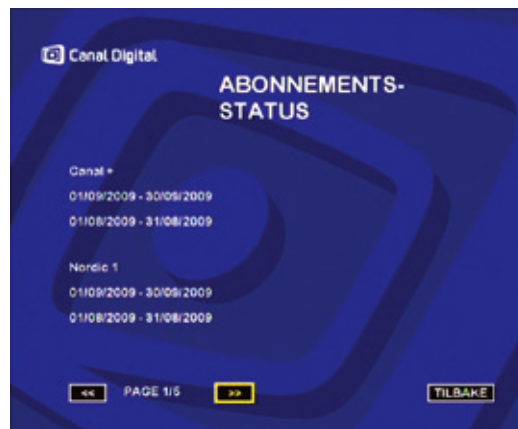 Canal Digital
ABONNEMENTS-
STATUS
Canal +
01/09/2009 - 30/09/2009
01/08/2009 - 31/08/2009
Nordic 1
01/09/2009 - 30/09/2009
01/08/2009 - 31/08/2009
<< PAGE 1/5 >> TILBAKE